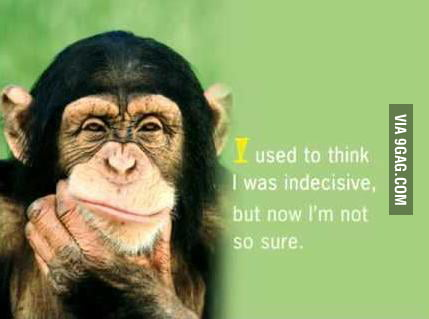 I used to think
I was indecisive,
but now I'm not
so sure.
VIA 9GAG.COM